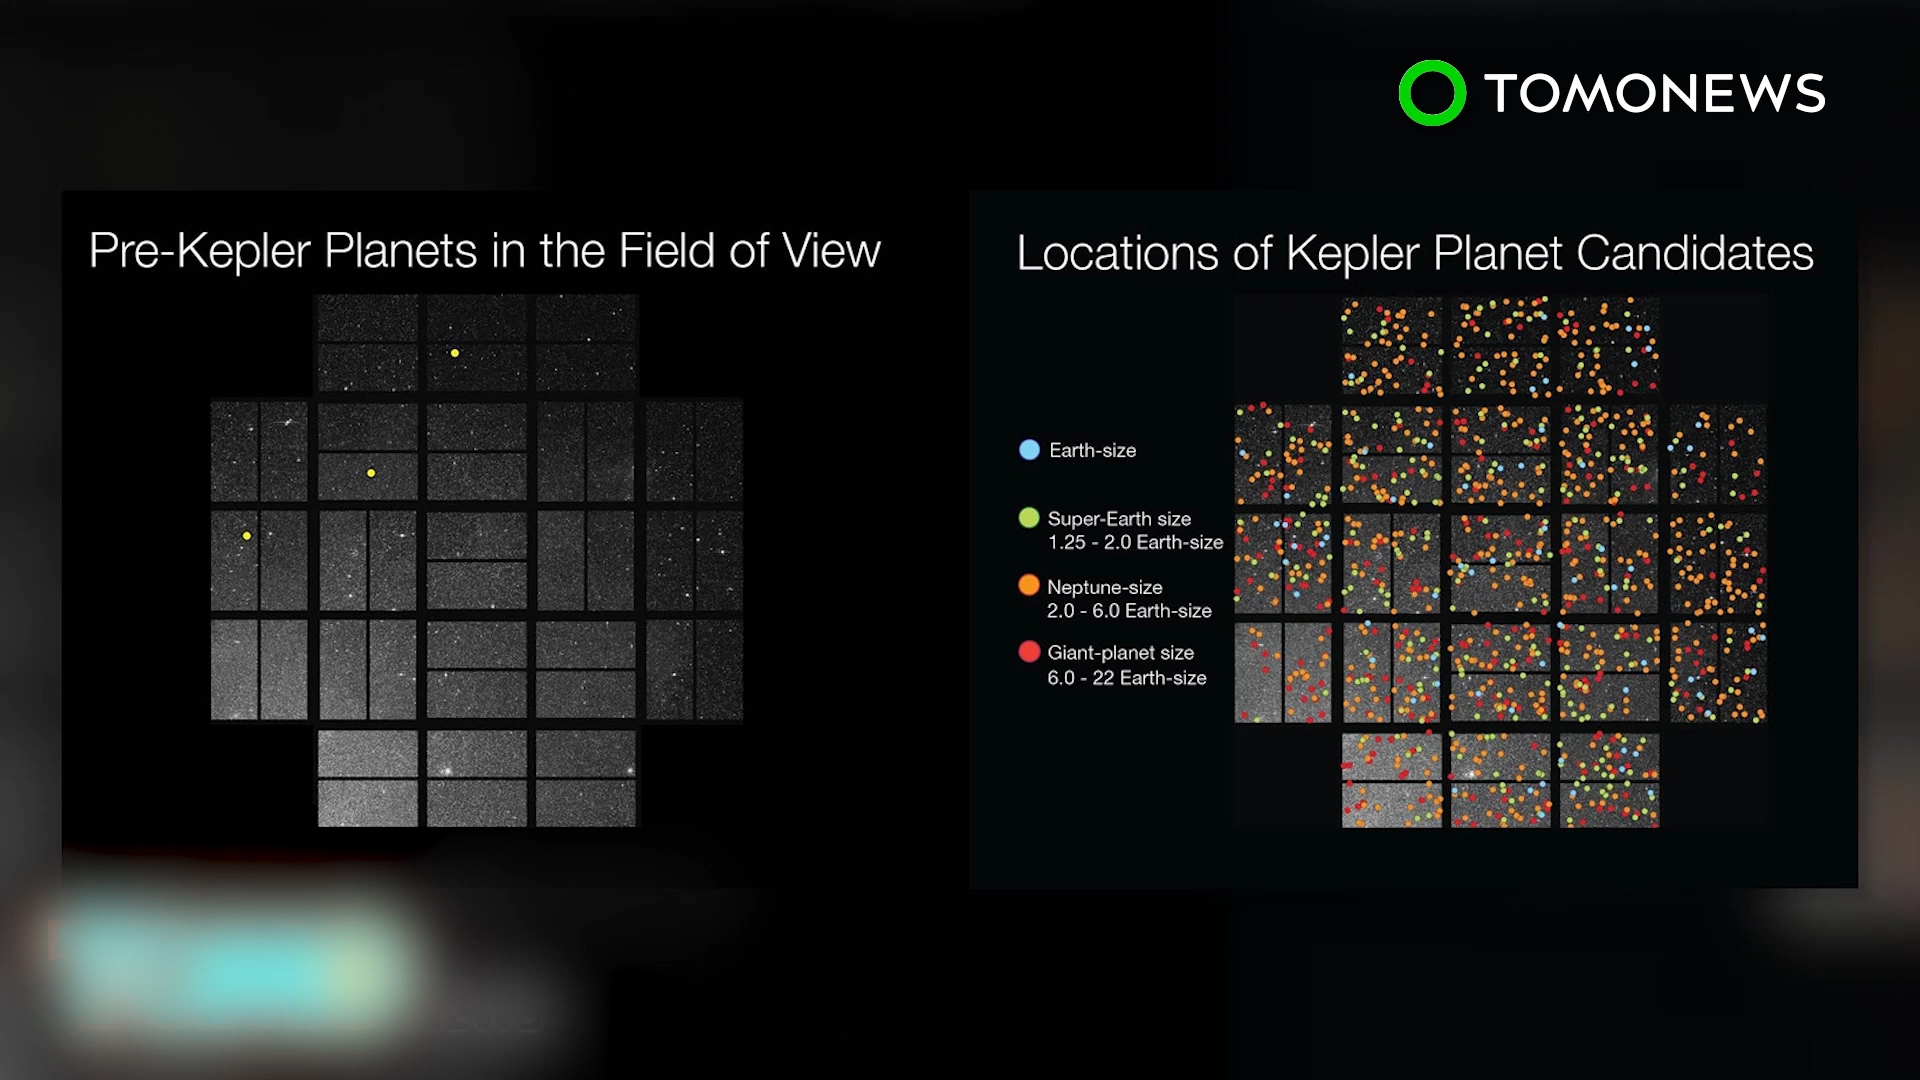 TOMONEWS
Pre-Kepler Planets in the Field of View
Locations of Kepler Planet Candidates
Earth-size
Super-Earth size
1.25 - 2.0 Earth-size
Neptune-size
2.0 - 6.0 Earth-size
Giant-planet size
6.0 - 22 Earth-size